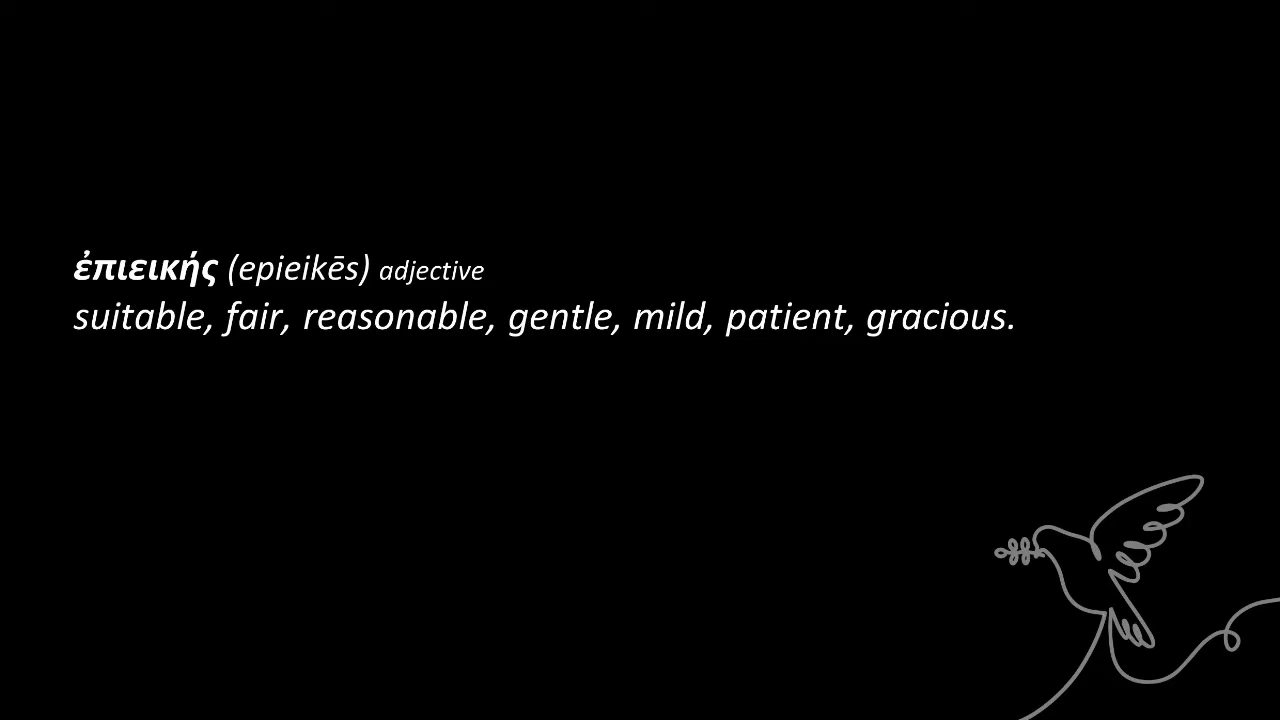 ἐπιεικής (epieikēs) adjective
suitable, fair, reasonable, gentle, mild, patient, gracious.